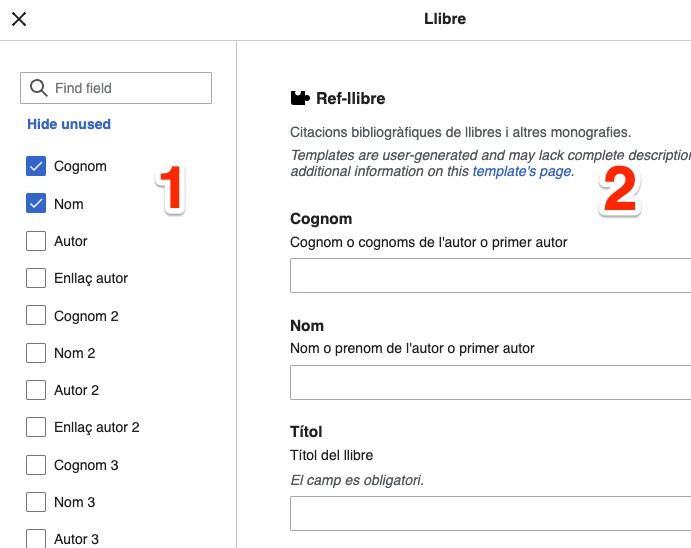 Llibre
Find field
Hide unused
Cognom
Nom
Autor
Enllaç autor
Cognom 2
Nom 2
Autor 2
Enllaç autor 2
Cognom 3
Nom 3
Autor 3
1
Ref-llibre
Citacions bibliogràfiques de llibres i altres monografies.
Templates are user-generated and may lack complete description
additional information on this template's page.
2
Cognom
Cognom o cognoms de l'autor o primer autor
Nom
Nom o prenom de l'autor o primer autor
Títol
Títol del llibre
El camp es obligatori.